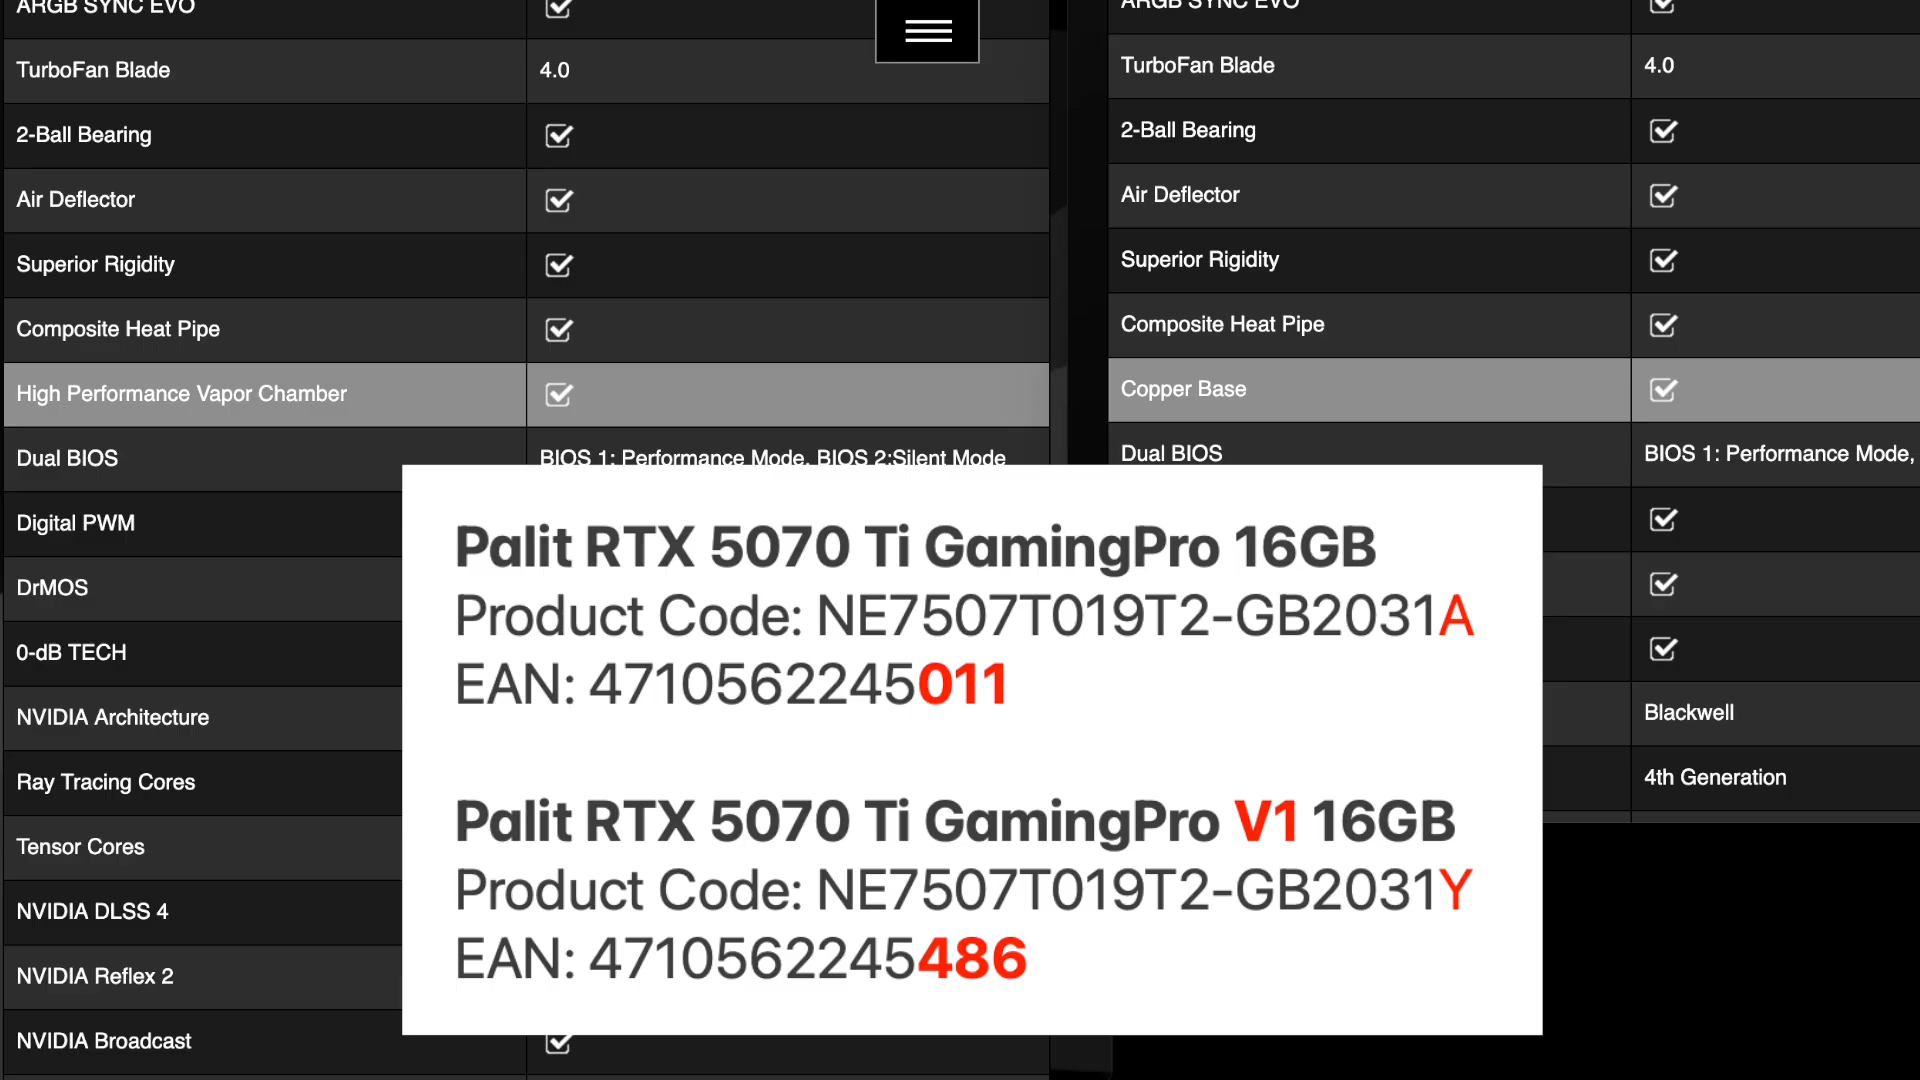 ARGB SYNC EVO
TurboFan Blade 4.0
2-Ball Bearing
Air Deflector
Superior Rigidity
Composite Heat Pipe
High Performance Vapor Chamber
Dual BIOS BIOS 1: Performance Mode, BIOS 2:Silent Mode
Digital PWM
DrMOS
0-dB TECH
NVIDIA Architecture
Ray Tracing Cores
Tensor Cores
NVIDIA DLSS 4
NVIDIA Reflex 2
NVIDIA Broadcast
ARGB SYNC EVO
TurboFan Blade 4.0
2-Ball Bearing
Air Deflector
Superior Rigidity
Composite Heat Pipe
Copper Base
Dual BIOS BIOS 1: Performance Mode,
Blackwell
4th Generation
Palit RTX 5070 Ti GamingPro 16GB
Product Code: NE7507T019T2-GB2031A
EAN: 4710562245011
Palit RTX 5070 Ti GamingPro V1 16GB
Product Code: NE7507T019T2-GB2031Y
EAN: 4710562245486